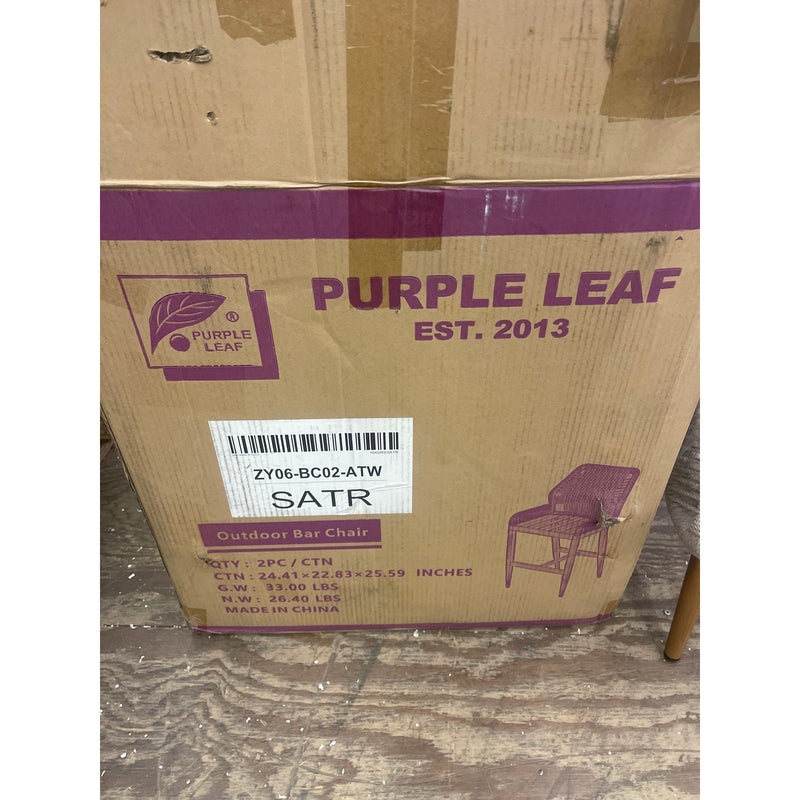 PURPLE LEAF
EST. 2013
®
PURPLE
LEAF
ZY06-BC02-ATW
SATR
Outdoor Bar Chair
QTY : 2PC / CTN
CTN : 24.41×22.83×25.59 INCHES
G.W : 33.00 LBS
N.W : 26.40 LBS
MADE IN CHINA